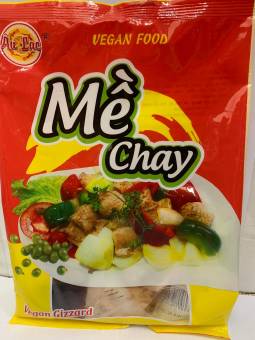 Âu Lạc®
VEGAN FOOD
Mề
Chay
Vegan Gizzard